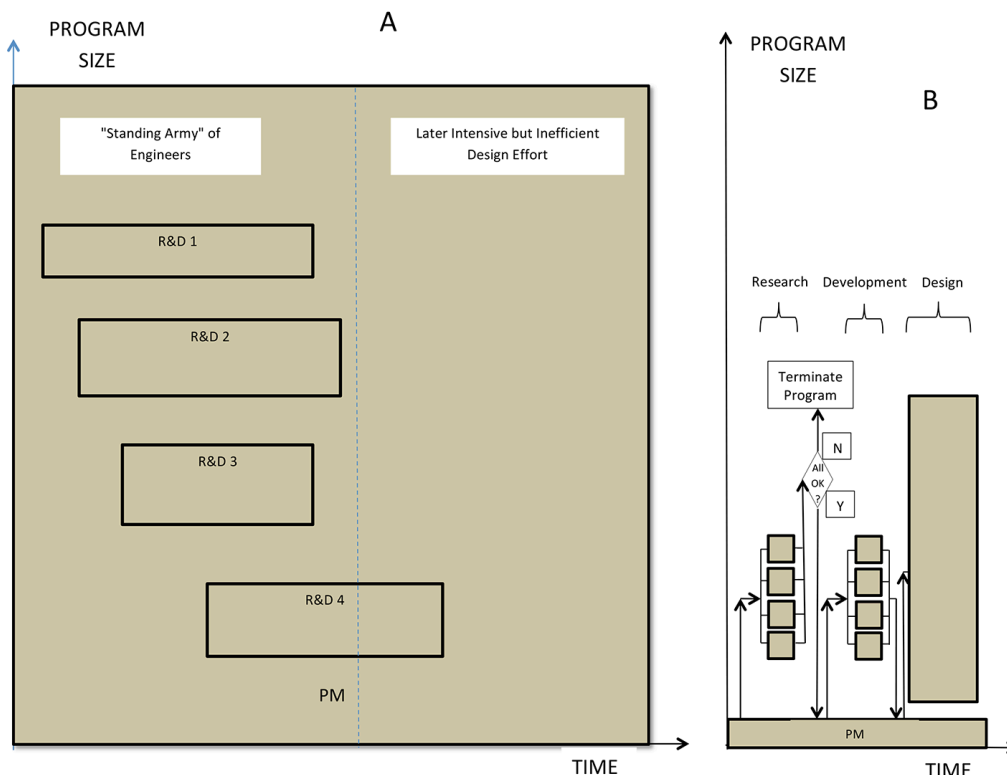 PROGRAM
SIZE
A
"Standing Army" of
Engineers
Later Intensive but Inefficient
Design Effort
R&D 1
R&D 2
R&D 3
R&D 4
PM
TIME
PROGRAM
SIZE
B
Research
Development
Design
Terminate
Program
N
All
OK
?
Y
PM
TIME